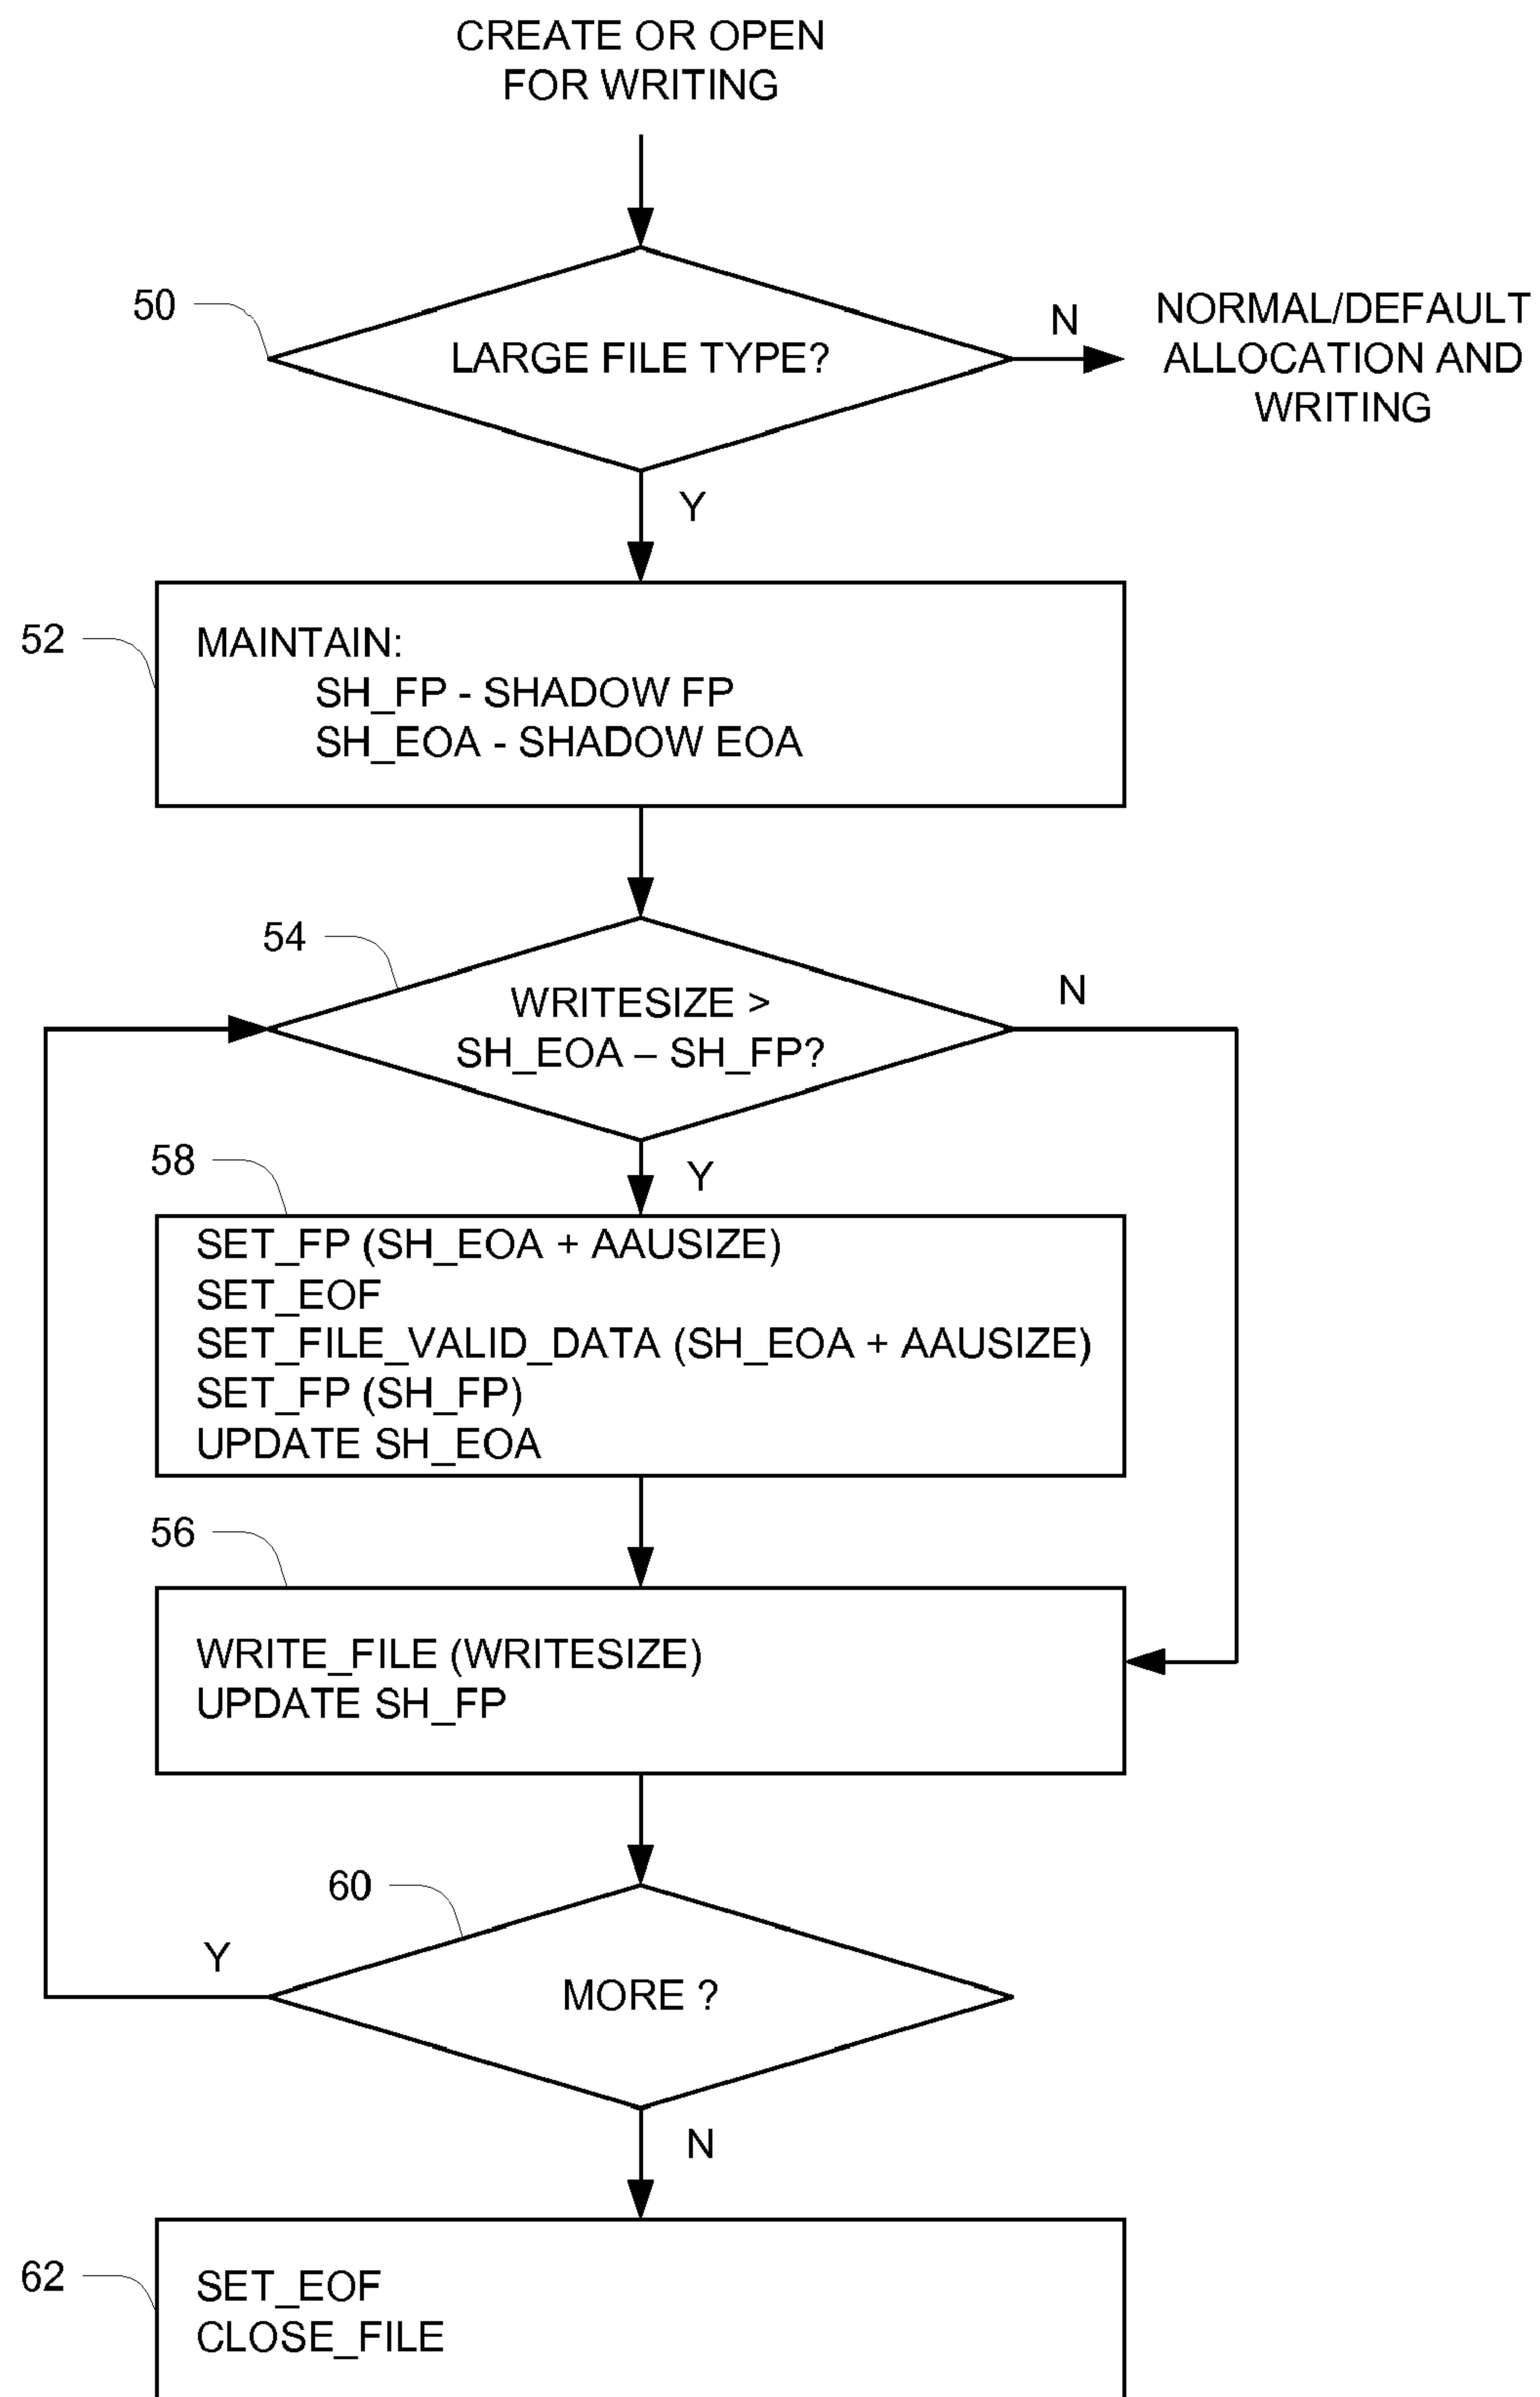 CREATE OR OPEN
FOR WRITING
50
LARGE FILE TYPE?
N
NORMAL/DEFAULT
ALLOCATION AND
WRITING
Y
52
MAINTAIN:
SH_FP - SHADOW FP
SH_EOA - SHADOW EOA
54
WRITESIZE >
SH_EOA – SH_FP?
N
Y
58
SET_FP (SH_EOA + AAUSIZE)
SET_EOF
SET_FILE_VALID_DATA (SH_EOA + AAUSIZE)
SET_FP (SH_FP)
UPDATE SH_EOA
56
WRITE_FILE (WRITESIZE)
UPDATE SH_FP
60
MORE ?
Y
N
62
SET_EOF
CLOSE_FILE